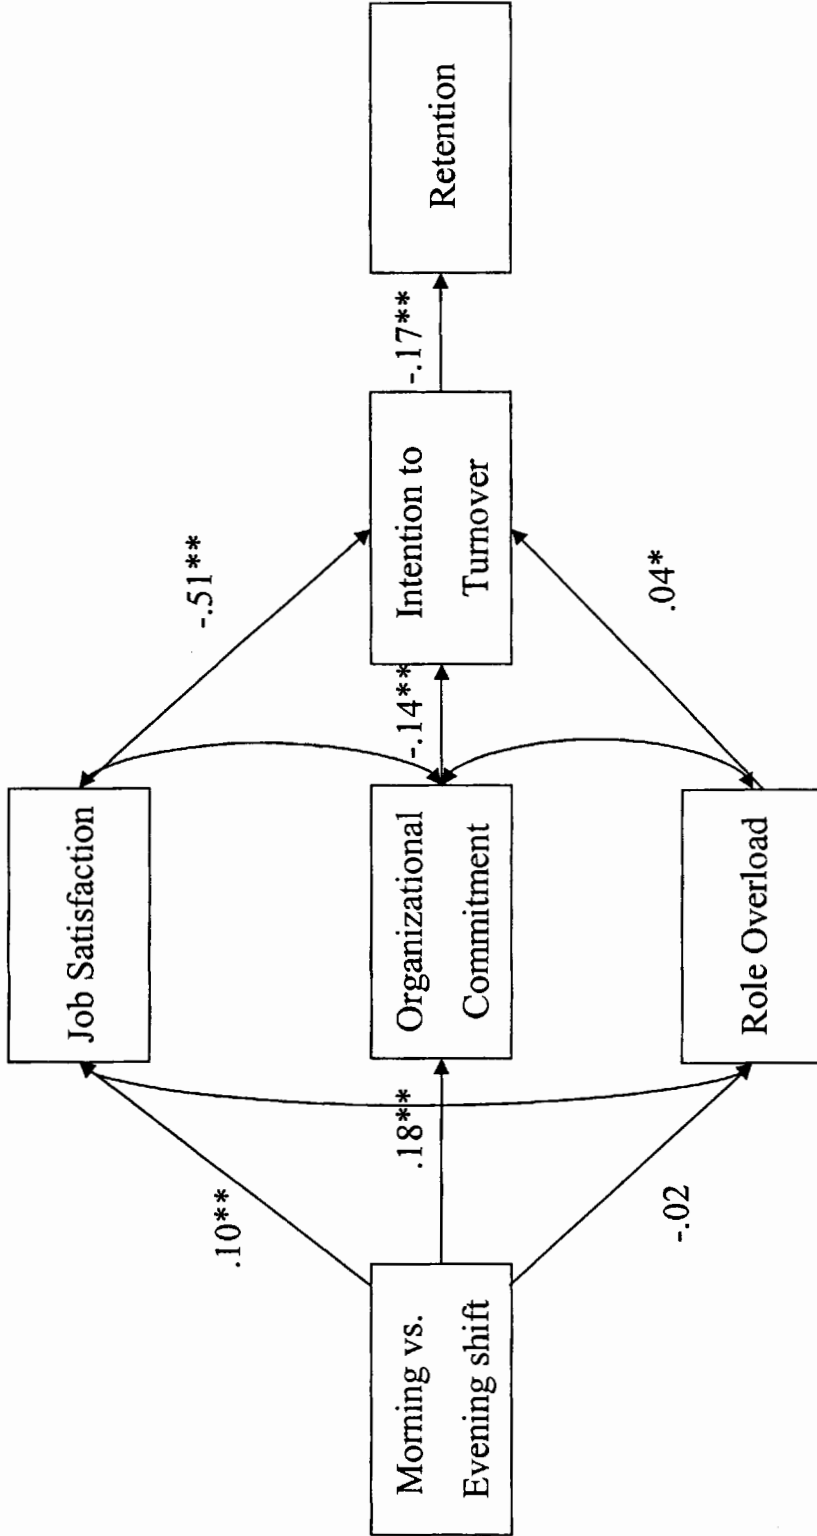 Job Satisfaction
-.51**
.10**
Morning vs.
Evening shift
.18**
Organizational
Commitment
-.14**
Intention to
Turnover
-.17**
Retention
-.02
Role Overload
.04*